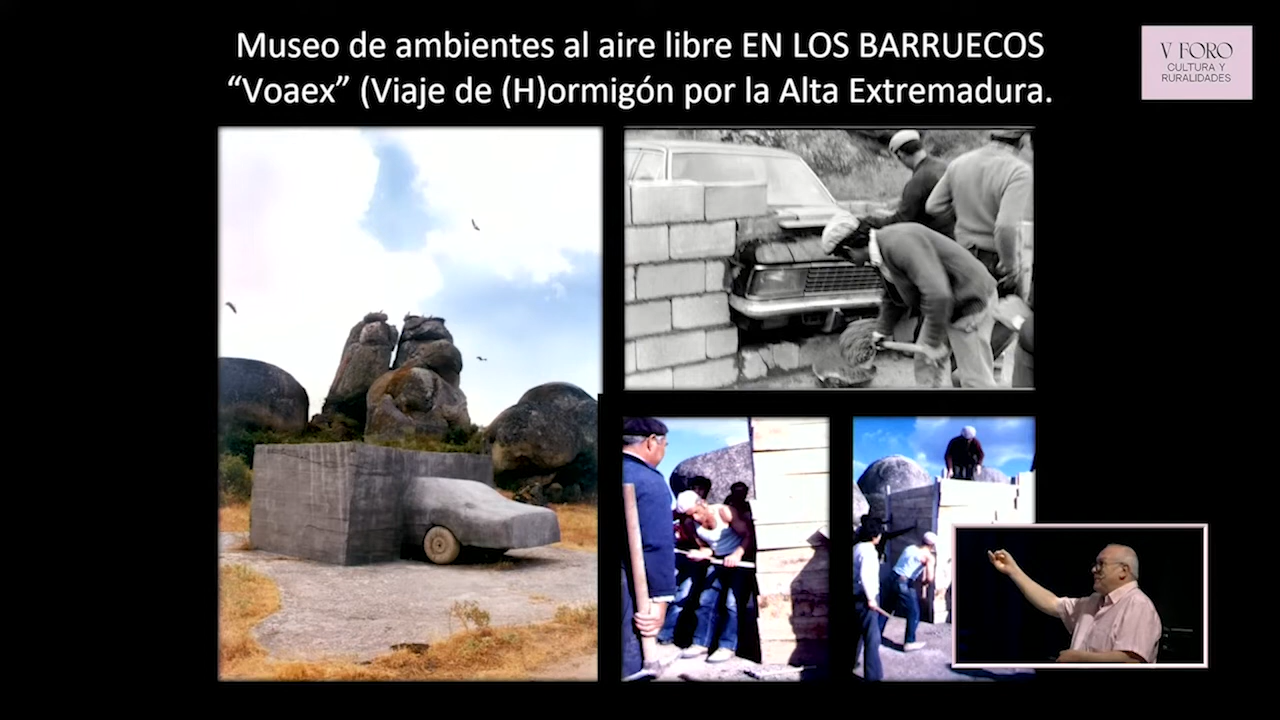 Museo de ambientes al aire libre EN LOS BARRUECOS
“Voaex” (Viaje de (H)ormigón por la Alta Extremadura.
V FORO
CULTURA Y
RURALIDADES